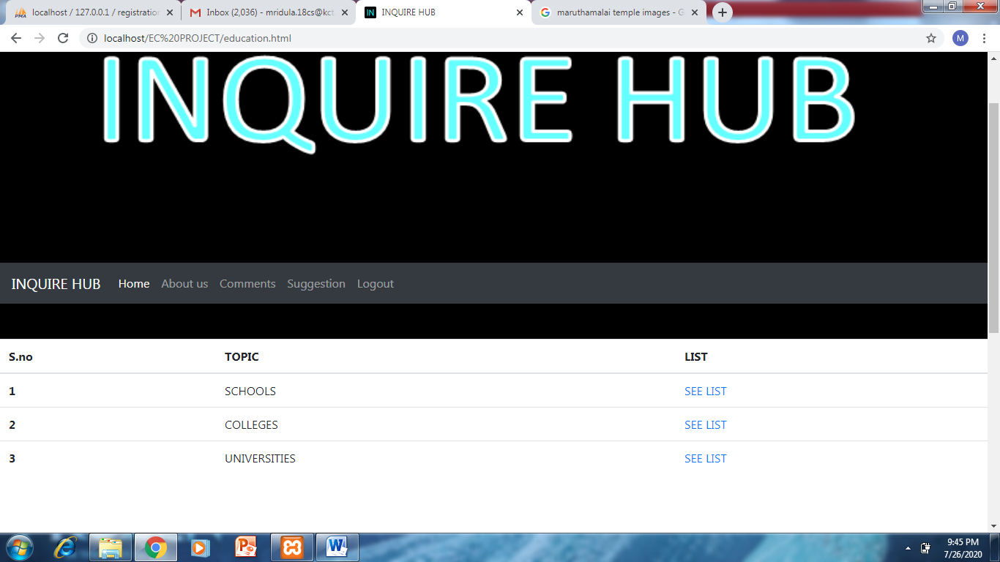 localhost / 127.0.0.1 / registration
Inbox (2,036) - mridula.18cs@kct
INQUIRE HUB
maruthamalai temple images - G
localhost/EC%20PROJECT/education.html
M
INQUIRE HUB
INQUIRE HUB Home About us Comments Suggestion Logout
S.no TOPIC LIST
1 SCHOOLS SEE LIST
2 COLLEGES SEE LIST
3 UNIVERSITIES SEE LIST
9:45 PM
7/26/2020